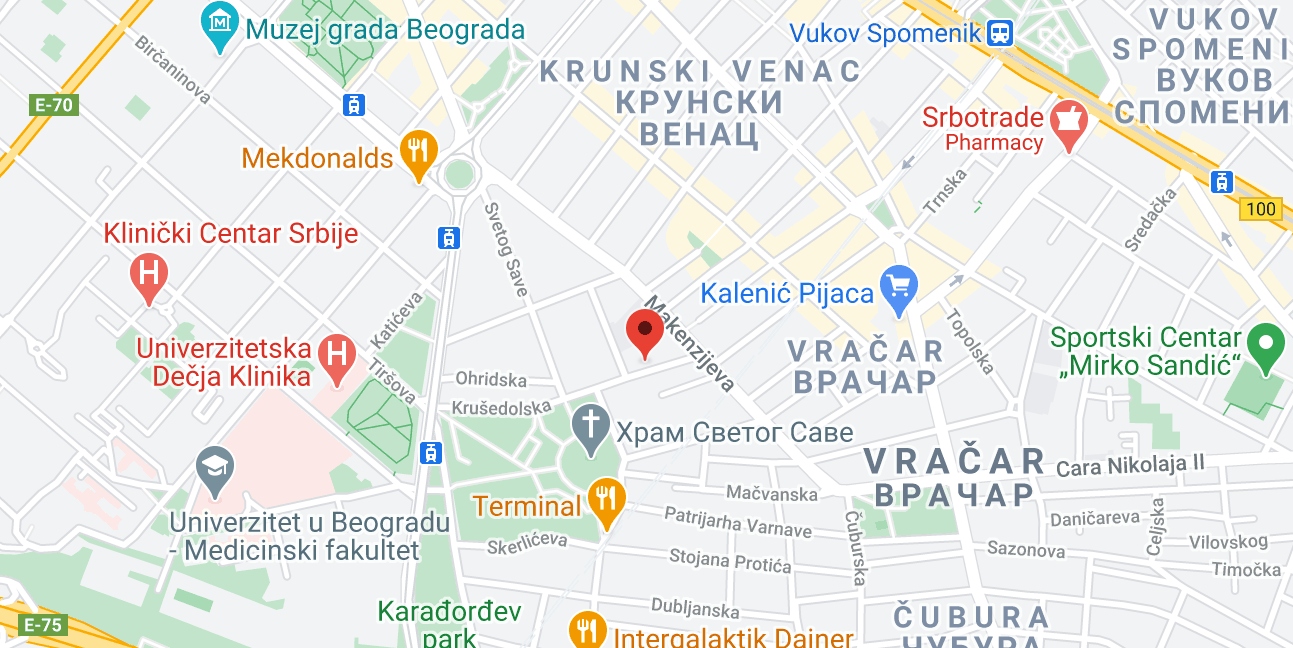 Muzej grada Beograda
Vukov Spomenik
VUKOV
SPOMENI
ВУКОВ
СПОМЕНИ
Birčaninova
KRUNSKI VENAC
КРУНСКИ
ВЕНАЦ
E-70
Srbotrade
Pharmacy
Mekdonalds
Trnska
100
Sredačka
Klinički Centar Srbije
Svetog Save
Kalenić Pijaca
Makenzijeva
Katićeva
Topolska
Univerzitetska
Dečja Klinika
Tiršova
VRAČAR
ВРАЧАР
Sportski Centar
„Mirko Sandić“
Ohridska
Krušedolska
Храм Светог Саве
VRAČAR
ВРАЧАР
Cara Nikolaja II
Terminal
Mačvanska
Patrijarha Varnave
Univerzitet u Beogradu
- Medicinski fakultet
Skerlićeva
Stojana Protića
Čuburska
Daničareva
Celjska
Sazonova
Vilovskog
Timočka
Dubljanska
Karađorđev
park
E-75
Intergalaktik Dajner
ČUBURA
ЧУБУРА